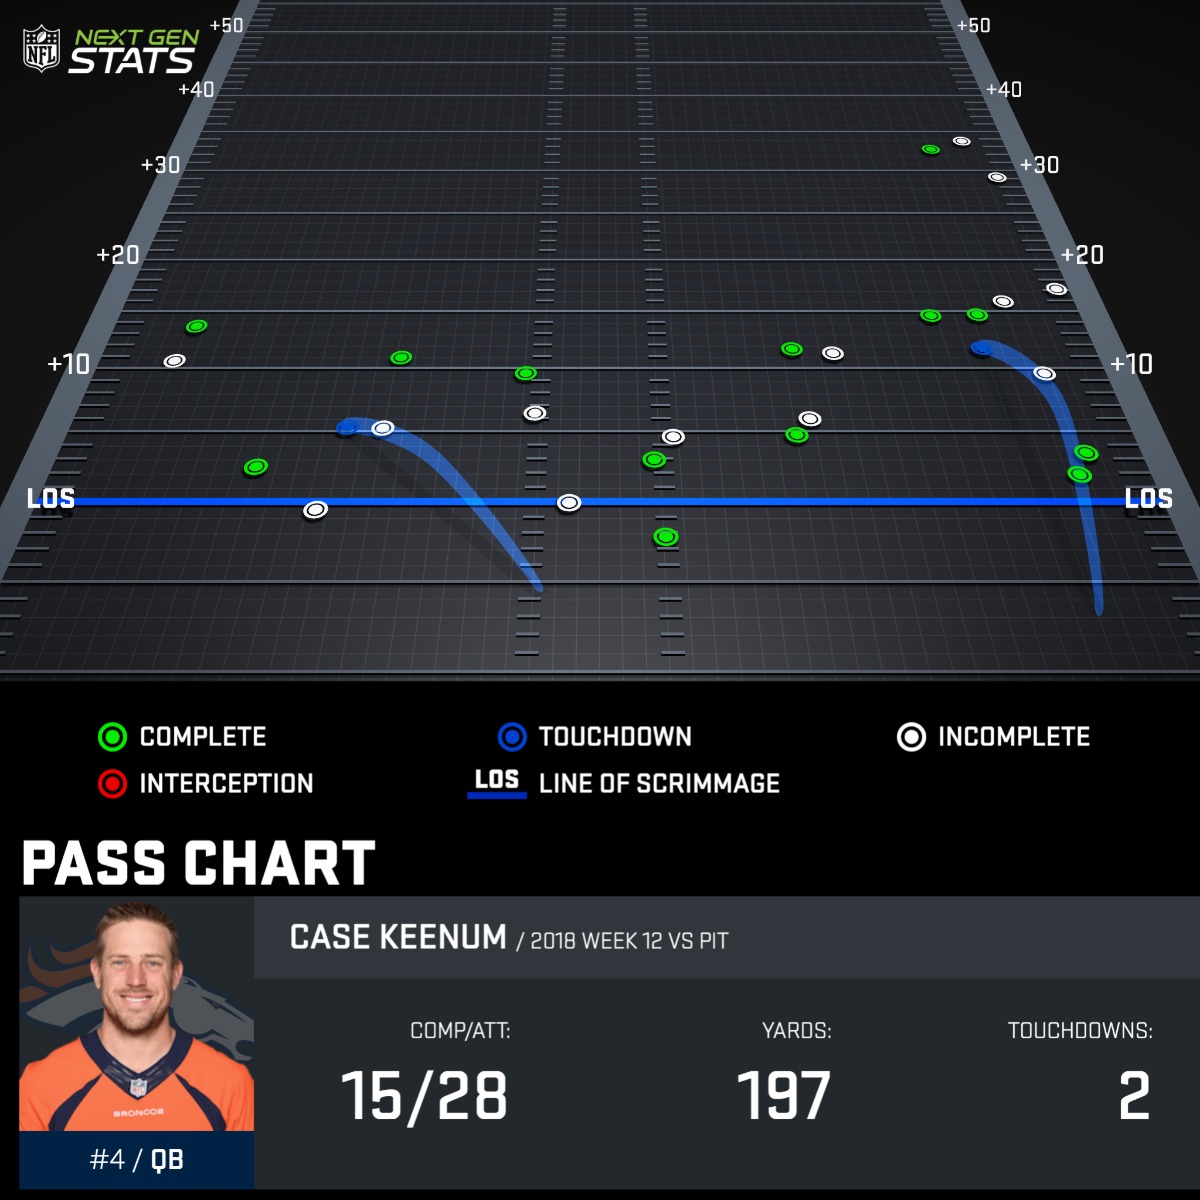 NFL
NEXT GEN
STATS
+50 +50
+40 +40
+30 +30
+20 +20
+10 +10
LOS LOS
COMPLETE TOUCHDOWN INCOMPLETE
INTERCEPTION LOS LINE OF SCRIMMAGE
PASS CHART
CASE KEENUM / 2018 WEEK 12 VS PIT
COMP/ATT: YARDS: TOUCHDOWNS:
15/28 197 2
BRONCOS
#4 / QB